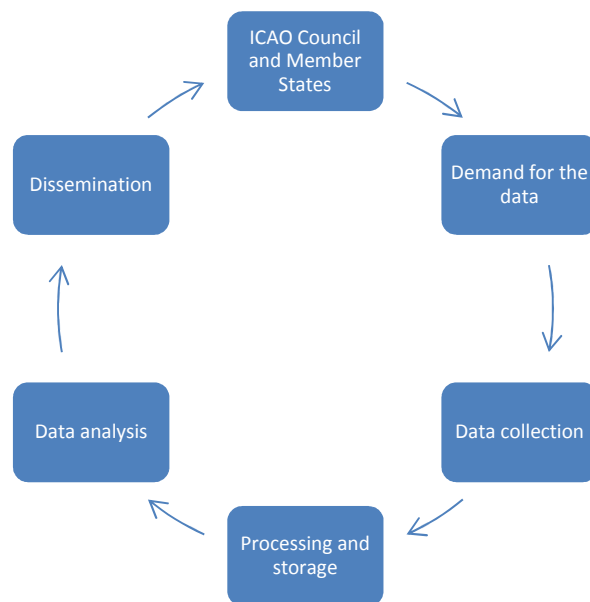 ICAO Council
and Member
States
Demand for the
data
Data collection
Processing and
storage
Data analysis
Dissemination